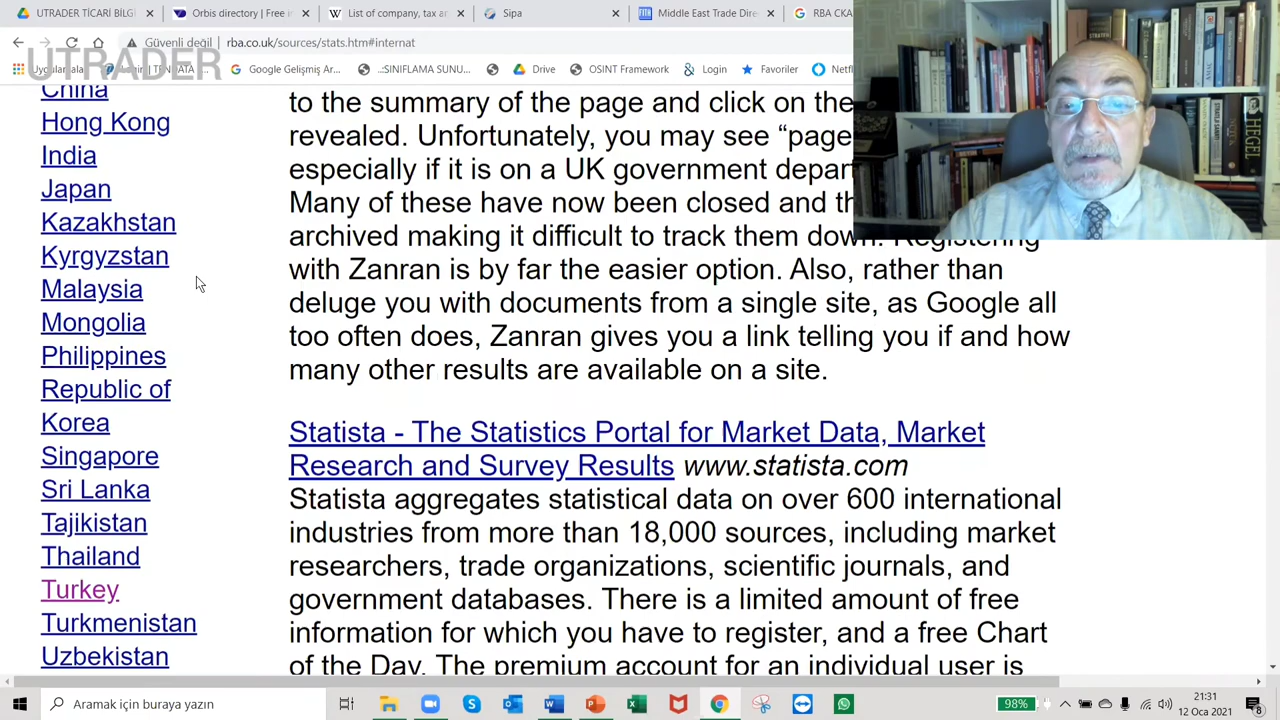 UTRADER TİCARİ BİLGİ
Orbis directory | Free i
List of company, tax ar
Sipa
Middle East Trade Dire
RBA CKA
Güvenli değil
rba.co.uk/sources/stats.htm#internat
UTRADER
Uygulamalar
Google Gelişmiş Ar...
..:SINIFLAMA SUNU...
Drive
OSINT Framework
Login
Favoriler
Netfl
China
Hong Kong
India
Japan
Kazakhstan
Kyrgyzstan
Malaysia
Mongolia
Philippines
Republic of
Korea
Singapore
Sri Lanka
Tajikistan
Thailand
Turkey
Turkmenistan
Uzbekistan
to the summary of the page and click on the
revealed. Unfortunately, you may see “page
especially if it is on a UK government depar
Many of these have now been closed and th
archived making it difficult to track them down. Registering
with Zanran is by far the easier option. Also, rather than
deluge you with documents from a single site, as Google all
too often does, Zanran gives you a link telling you if and how
many other results are available on a site.
Statista - The Statistics Portal for Market Data, Market
Research and Survey Results www.statista.com
Statista aggregates statistical data on over 600 international
industries from more than 18,000 sources, including market
researchers, trade organizations, scientific journals, and
government databases. There is a limited amount of free
information for which you have to register, and a free Chart
of the Day. The premium account for an individual user is
HEGEL
Aramak için buraya yazın
98%
21:31
12 Oca 2021
8